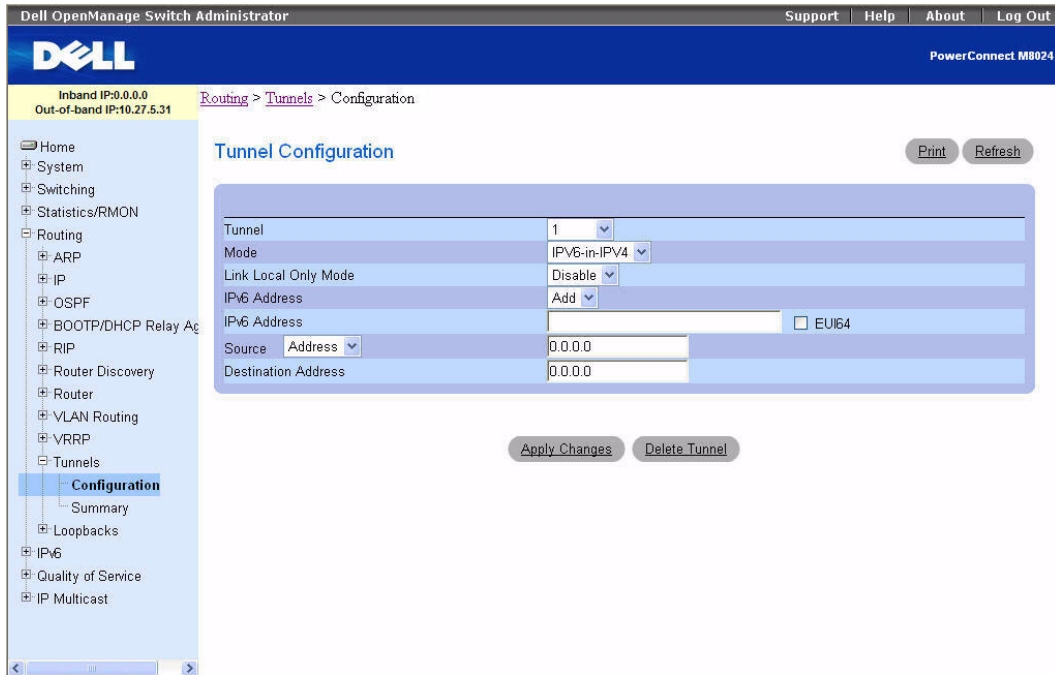 Dell OpenManage Switch Administrator
Support Help About Log Out
DELL
PowerConnect M8024
Inband IP:0.0.0.0
Out-of-band IP:10.27.5.31
Routing > Tunnels > Configuration
Home
System
Switching
Statistics/RMON
Routing
ARP
IP
OSPF
BOOTP/DHCP Relay Ag
RIP
Router Discovery
Router
VLAN Routing
VRRP
Tunnels
Configuration
Summary
Loopbacks
IPv6
Quality of Service
IP Multicast
Tunnel Configuration
Print Refresh
Tunnel 1
Mode IPV6-in-IPV4
Link Local Only Mode Disable
IPv6 Address Add
IPv6 Address EUI64
Source Address 0.0.0.0
Destination Address 0.0.0.0
Apply Changes Delete Tunnel